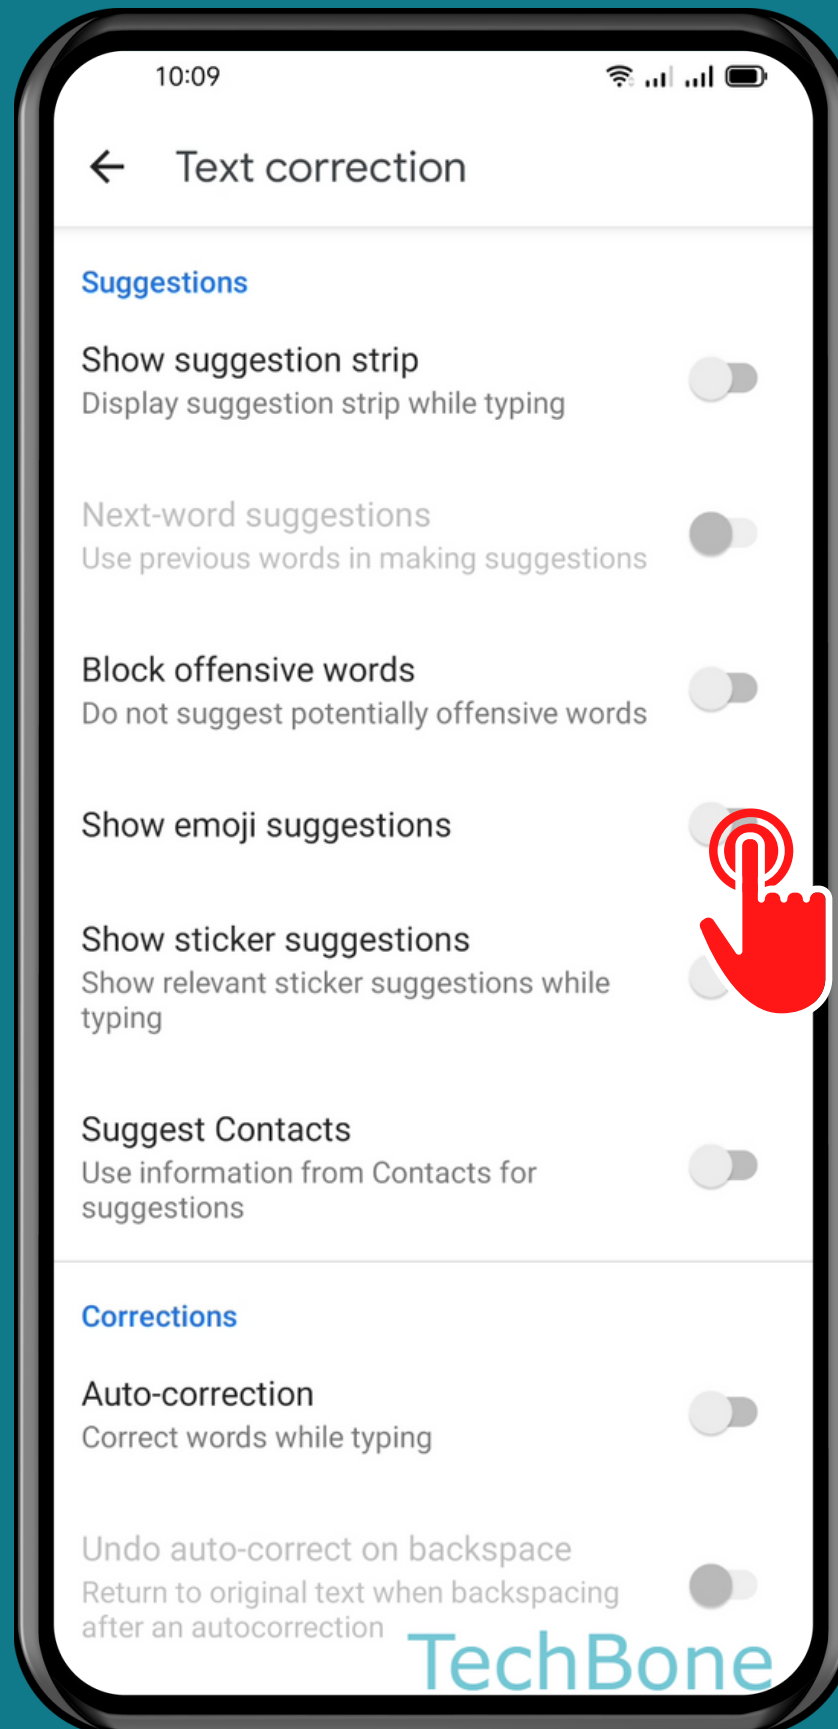 10:09
Text correction
Suggestions
Show suggestion strip
Display suggestion strip while typing
Next-word suggestions
Use previous words in making suggestions
Block offensive words
Do not suggest potentially offensive words
Show emoji suggestions
Show sticker suggestions
Show relevant sticker suggestions while
typing
Suggest Contacts
Use information from Contacts for
suggestions
Corrections
Auto-correction
Correct words while typing
Undo auto-correct on backspace
Return to original text when backspacing
after an autocorrection
TechBone